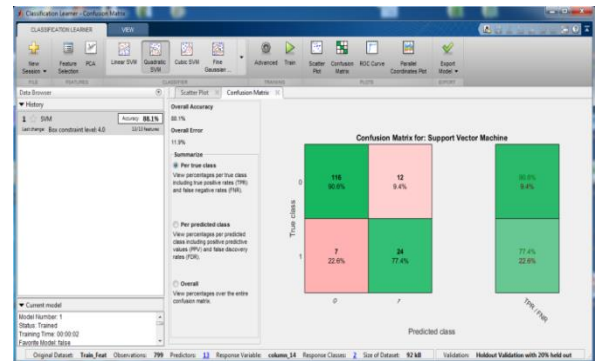 Classification Learner - Confusion Matrix
CLASSIFICATION LEARNER
VIEW
New Session
Feature Selection
PCA
Linear SVM
Quadratic SVM
Cubic SVM
Fine Gaussian ...
Advanced
Train
Scatter Plot
Confusion Matrix
ROC Curve
Parallel Coordinates Plot
Export Model
FILE
FEATURES
CLASSIFIER
TRAINING
PLOTS
EXPORT
Data Browser
Scatter Plot
Confusion Matrix
History
1 SVM
Accuracy 88.1%
Last change: Box constraint level: 4.0
13/13 features
Overall Accuracy
88.1%
Overall Error
11.9%
Summarize
Per true class
View percentages per true class
including true positive rates (TPR)
and false negative rates (FNR).
Per predicted class
View percentages per predicted
class including positive predictive
values (PPV) and false discovery
rates (FDR).
Overall
View percentages over the entire
confusion matrix.
Confusion Matrix for: Support Vector Machine
True class
0
116
90.6%
12
9.4%
90.6%
9.4%
1
7
22.6%
24
77.4%
77.4%
22.6%
0
1
TPR / FNR
Predicted class
Current model
Model Number: 1
Status: Trained
Training Time: 00:00:02
Favorite Model: false
Original Dataset: Train_Feat Observations: 799 Predictors: 13 Response Variable: column_14 Response Classes: 2 Size of Dataset: 92 kB Validation: Holdout Validation with 20% held out